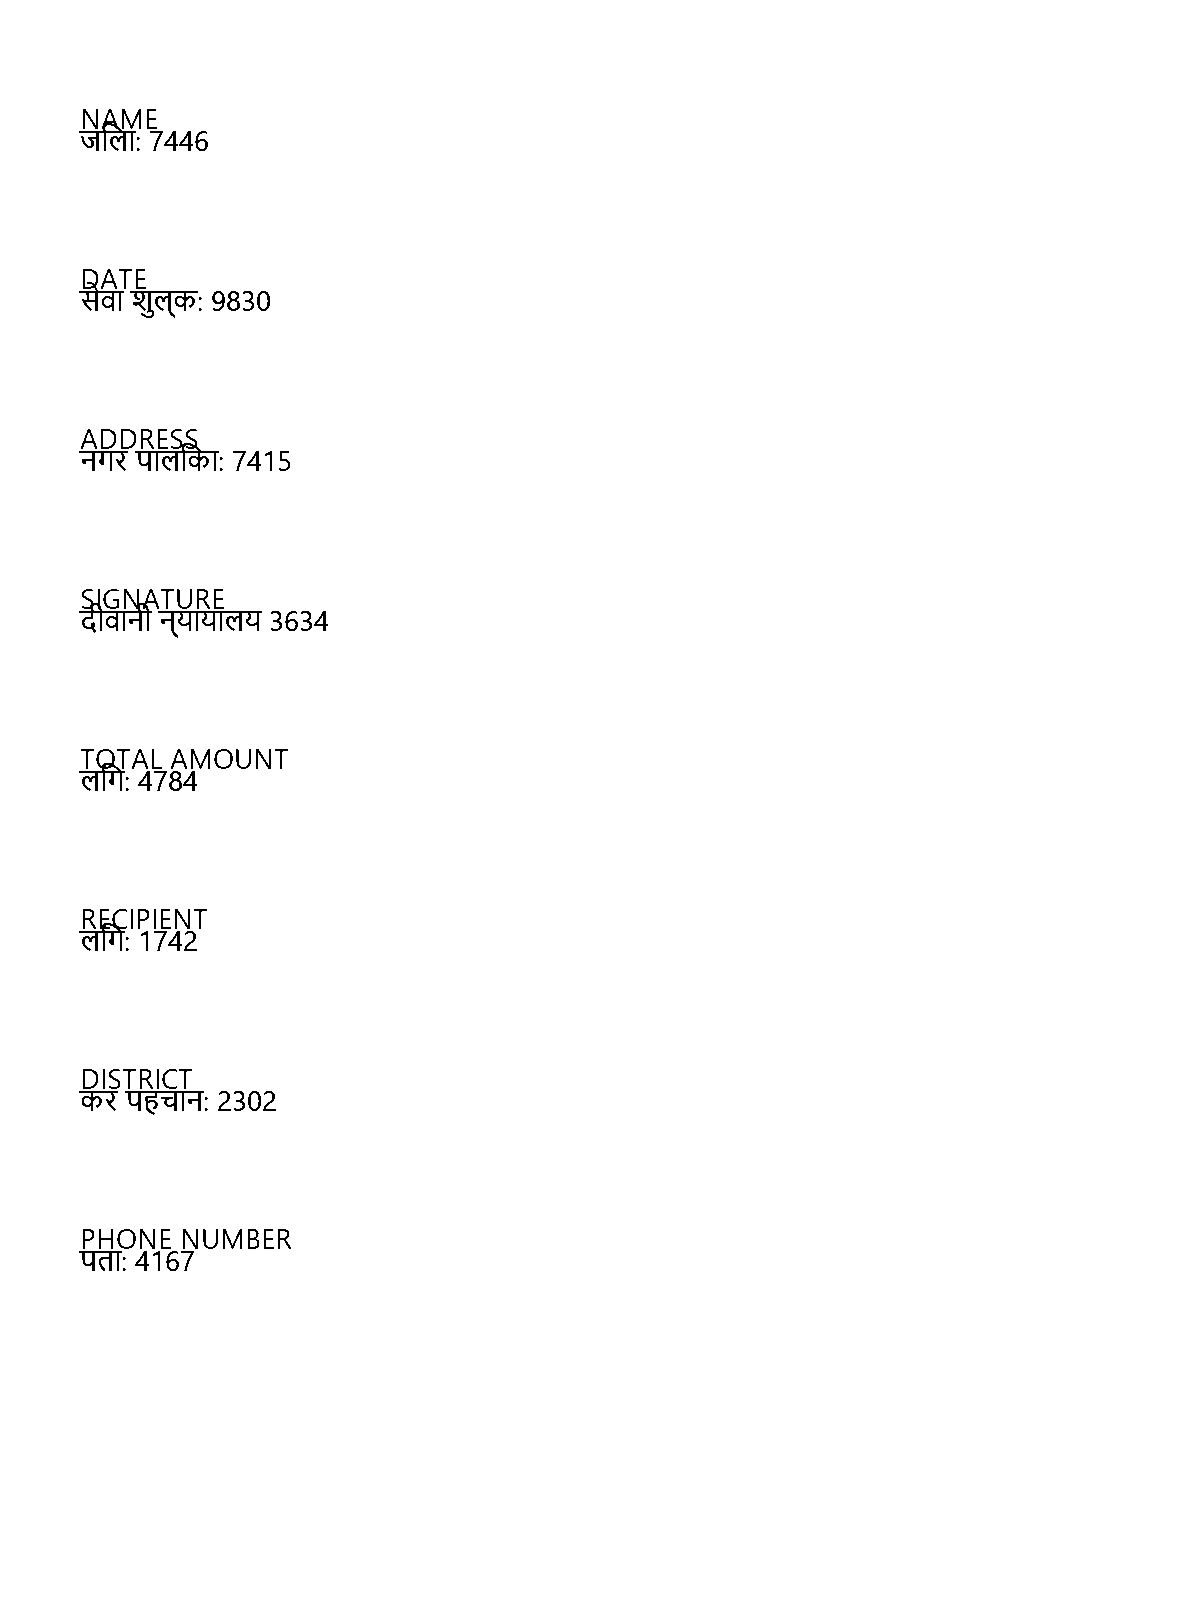 NAME
जिला: 7446
DATE
सेवा शुल्क: 9830
ADDRESS
नगर पालिका: 7415
SIGNATURE
दीवानी न्यायालय 3634
TOTAL AMOUNT
लिंग: 4784
RECIPIENT
लिंग: 1742
DISTRICT
कर पहचान: 2302
PHONE NUMBER
पता: 4167